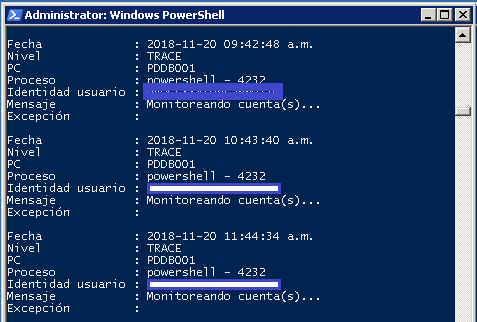 Administrator: Windows PowerShell
Fecha : 2018-11-20 09:42:48 a.m.
Nivel : TRACE
PC : PDDB001
Proceso : powershell - 4232
Identidad usuario :
Mensaje : Monitoreando cuenta(s)...
Excepción :
Fecha : 2018-11-20 10:43:40 a.m.
Nivel : TRACE
PC : PDDB001
Proceso : powershell - 4232
Identidad usuario :
Mensaje : Monitoreando cuenta(s)...
Excepción :
Fecha : 2018-11-20 11:44:34 a.m.
Nivel : TRACE
PC : PDDB001
Proceso : powershell - 4232
Identidad usuario :
Mensaje : Monitoreando cuenta(s)...
Excepción :